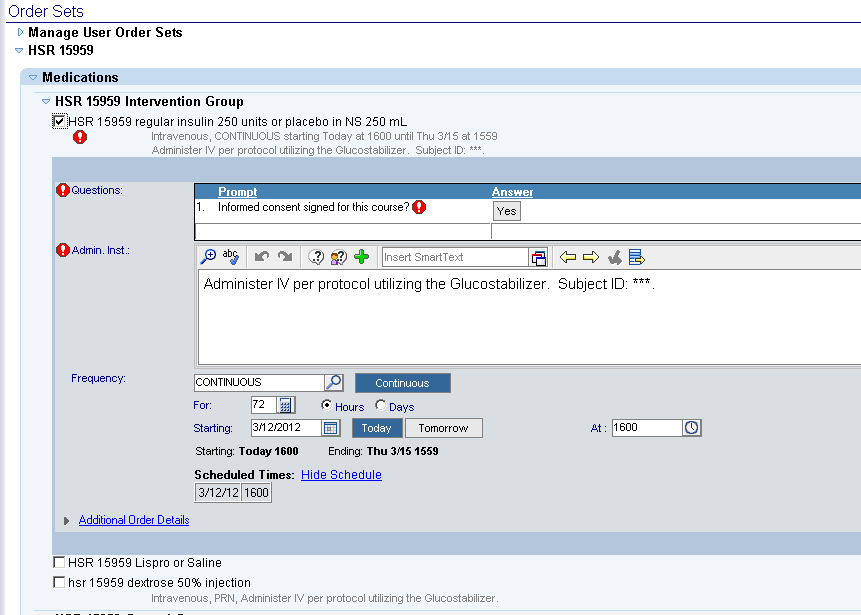 Order Sets
Manage User Order Sets
HSR 15959
Medications
HSR 15959 Intervention Group
HSR 15959 regular insulin 250 units or placebo in NS 250 mL
Intravenous, CONTINUOUS starting Today at 1600 until Thu 3/15 at 1559
Administer IV per protocol utilizing the Glucostabilizer.  Subject ID: ***.
Questions:
Prompt Answer
1. Informed consent signed for this course? Yes
Admin. Inst.:
abc Insert SmartText
Administer IV per protocol utilizing the Glucostabilizer.  Subject ID: ***.
Frequency: CONTINUOUS Continuous
For: 72 Hours Days
Starting: 3/12/2012 Today Tomorrow At: 1600
Starting: Today 1600 Ending: Thu 3/15 1559
Scheduled Times: Hide Schedule
3/12/12 1600
Additional Order Details
HSR 15959 Lispro or Saline
hsr 15959 dextrose 50% injection
Intravenous, PRN, Administer IV per protocol utilizing the Glucostabilizer.